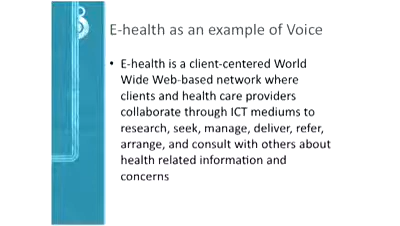 E-health as an example of Voice
• E-health is a client-centered World
Wide Web-based network where
clients and health care providers
collaborate through ICT mediums to
research, seek, manage, deliver, refer,
arrange, and consult with others about
health related information and
concerns